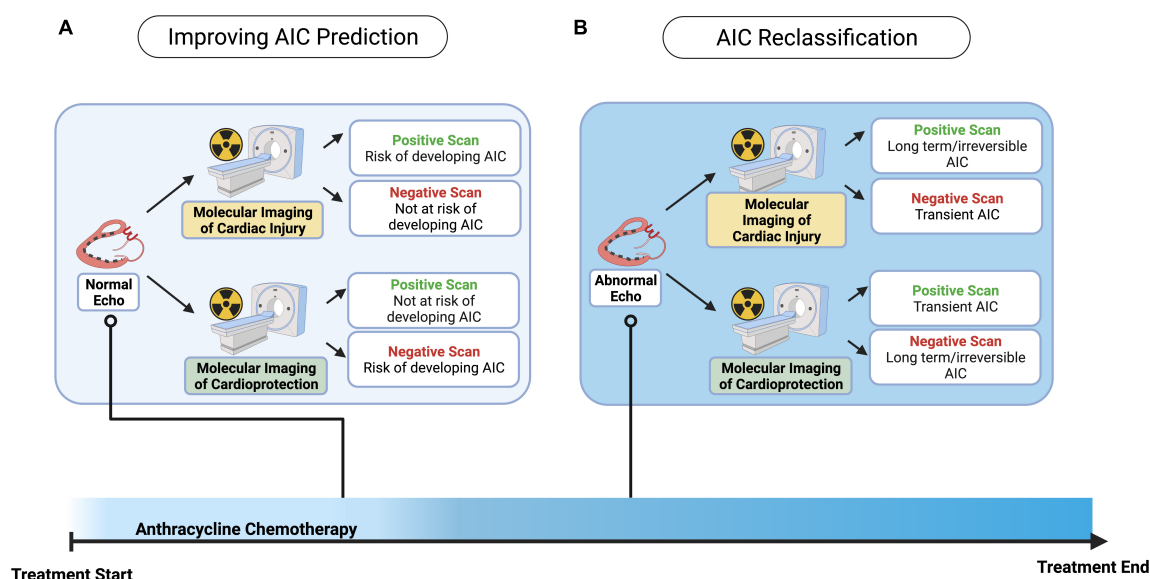 A
Improving AIC Prediction
Positive Scan
Risk of developing AIC
Negative Scan
Not at risk of
developing AIC
Molecular Imaging
of Cardiac Injury
Normal
Echo
Positive Scan
Not at risk of
developing AIC
Negative Scan
Risk of developing AIC
Molecular Imaging
of Cardioprotection
B
AIC Reclassification
Positive Scan
Long term/irreversible
AIC
Negative Scan
Transient AIC
Molecular
Imaging of
Cardiac Injury
Abnormal
Echo
Positive Scan
Transient AIC
Negative Scan
Long term/irreversible
AIC
Molecular Imaging
of Cardioprotection
Anthracycline Chemotherapy
Treatment Start
Treatment End